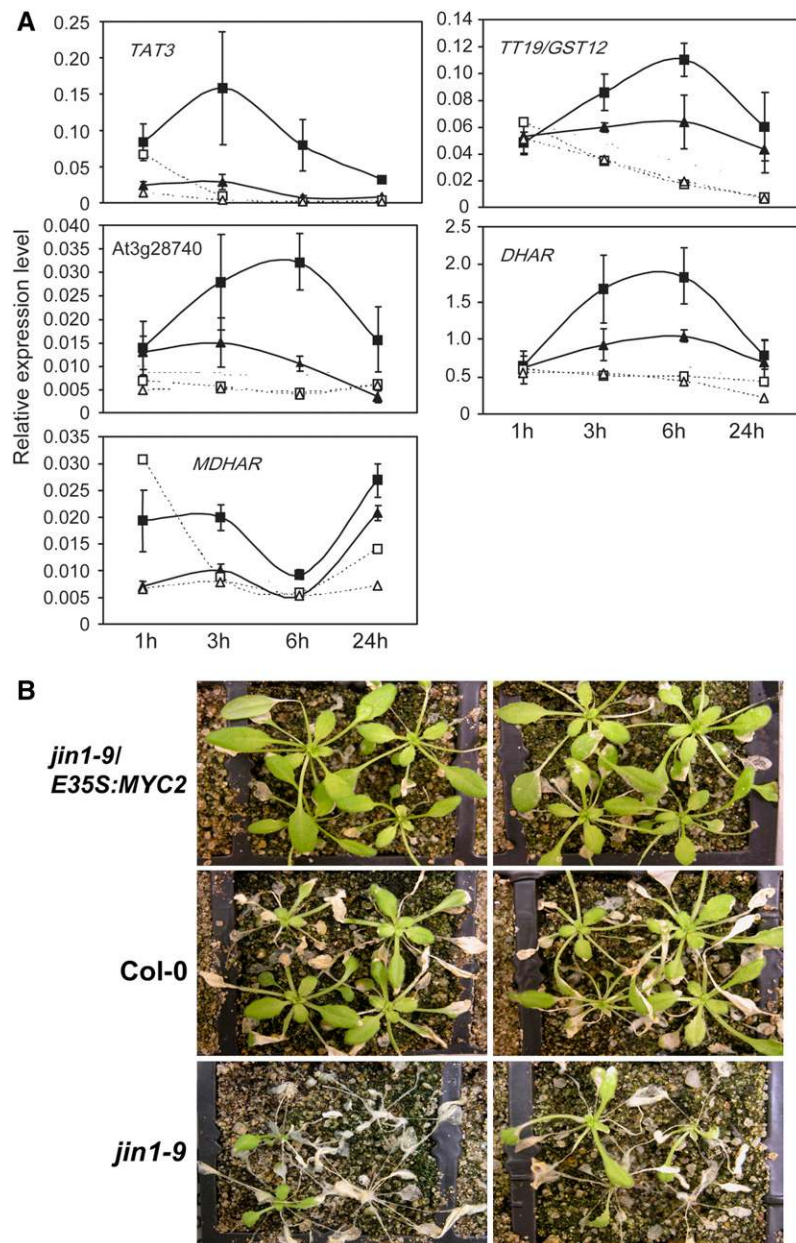 A
TAT3
0.25
0.20
0.15
0.10
0.05
0
TT19/GST12
0.14
0.12
0.10
0.08
0.06
0.04
0.02
0
At3g28740
0.040
0.035
0.030
0.025
0.020
0.015
0.010
0.005
0
DHAR
2.5
2.0
1.5
1.0
0.5
0
1h 3h 6h 24h
MDHAR
0.035
0.030
0.025
0.020
0.015
0.010
0.005
0
1h 3h 6h 24h
Relative expression level
B
jin1-9/
E35S:MYC2
Col-0
jin1-9